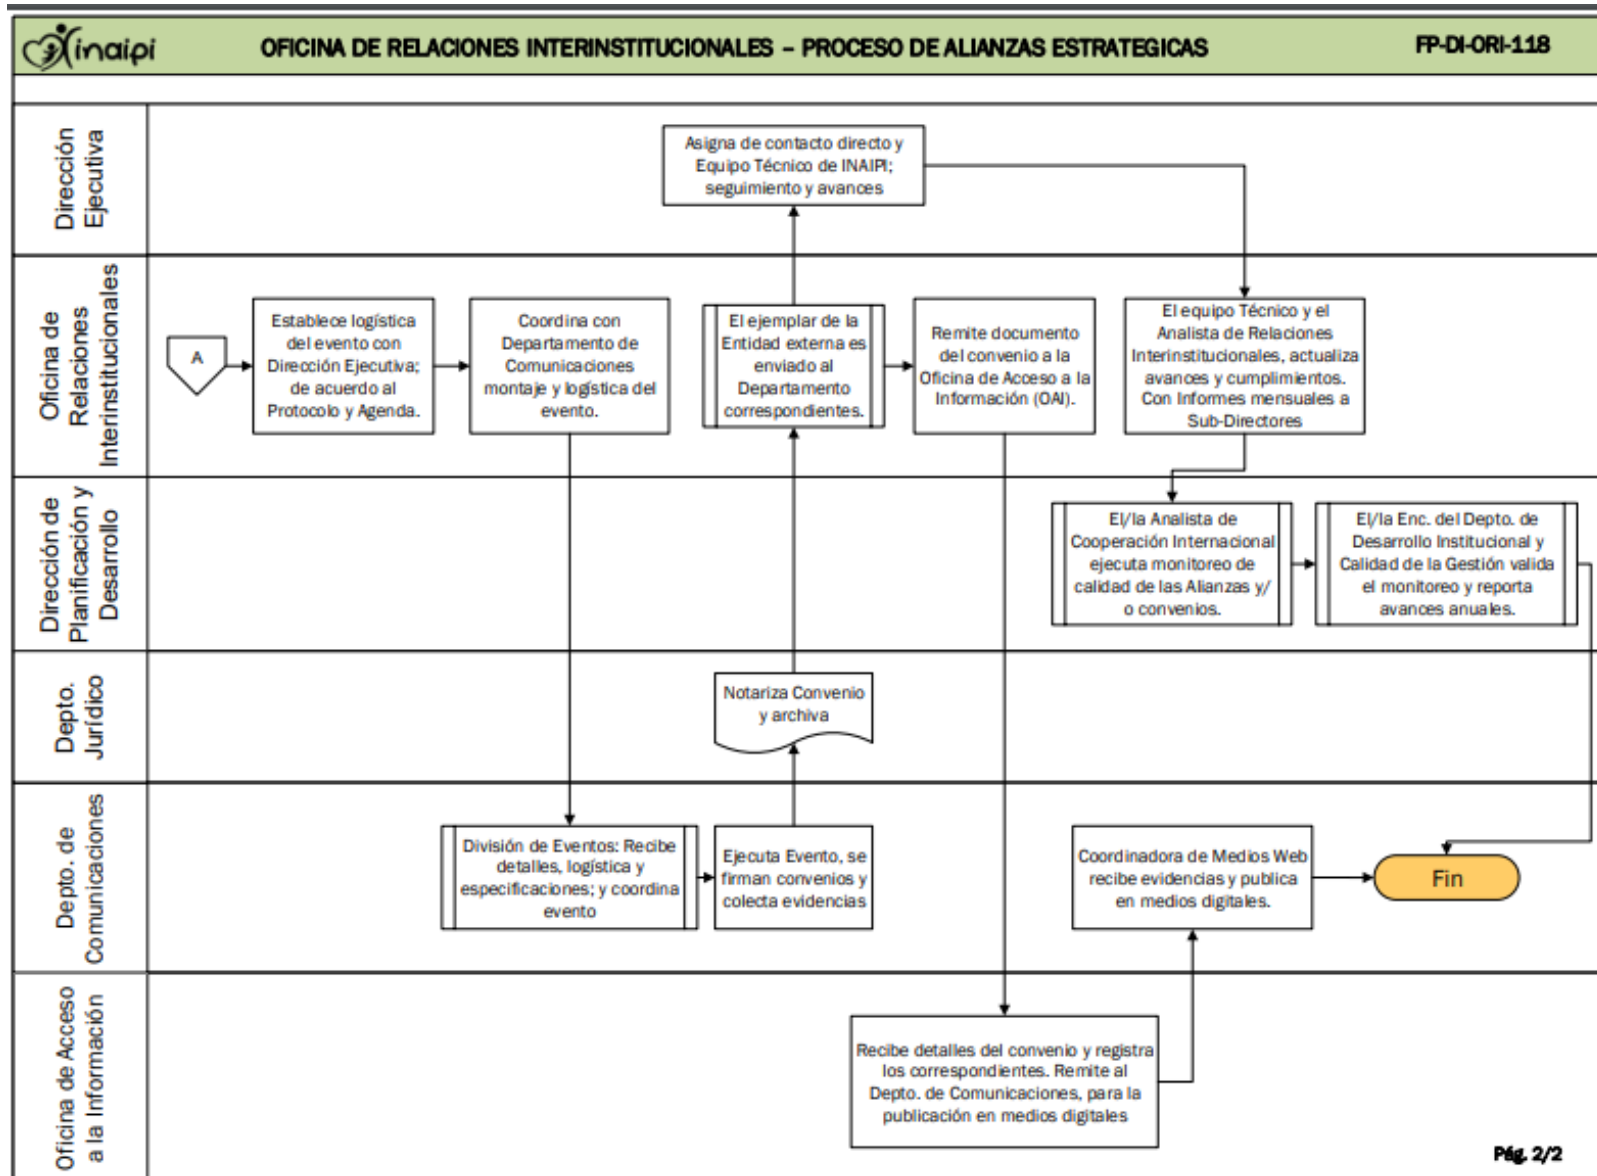 inaipi
OFICINA DE RELACIONES INTERINSTITUCIONALES – PROCESO DE ALIANZAS ESTRATEGICAS
FP-DI-ORI-118
Dirección
Ejecutiva
Asigna de contacto directo y
Equipo Técnico de INAIPI;
seguimiento y avances
Oficina de
Relaciones
Interinstitucionales
A
Establece logística
del evento con
Dirección Ejecutiva;
de acuerdo al
Protocolo y Agenda.
Coordina con
Departamento de
Comunicaciones
montaje y logística del
evento.
El ejemplar de la
Entidad externa es
enviado al
Departamento
correspondientes.
Remite documento
del convenio a la
Oficina de Acceso a la
Información (OAI).
El equipo Técnico y el
Analista de Relaciones
Interinstitucionales, actualiza
avances y cumplimientos.
Con Informes mensuales a
Sub-Directores
Dirección de
Planificación y
Desarrollo
El/la Analista de
Cooperación Internacional
ejecuta monitoreo de
calidad de las Alianzas y/
o convenios.
El/la Enc. del Depto. de
Desarrollo Institucional y
Calidad de la Gestión valida
el monitoreo y reporta
avances anuales.
Depto.
Jurídico
Notariza Convenio
y archiva
Depto. de
Comunicaciones
División de Eventos: Recibe
detalles, logística y
especificaciones; y coordina
evento
Ejecuta Evento, se
firman convenios y
colecta evidencias
Coordinadora de Medios Web
recibe evidencias y publica
en medios digitales.
Fin
Oficina de Acceso
a la Información
Recibe detalles del convenio y registra
los correspondientes. Remite al
Depto. de Comunicaciones, para la
publicación en medios digitales
Pág. 2/2